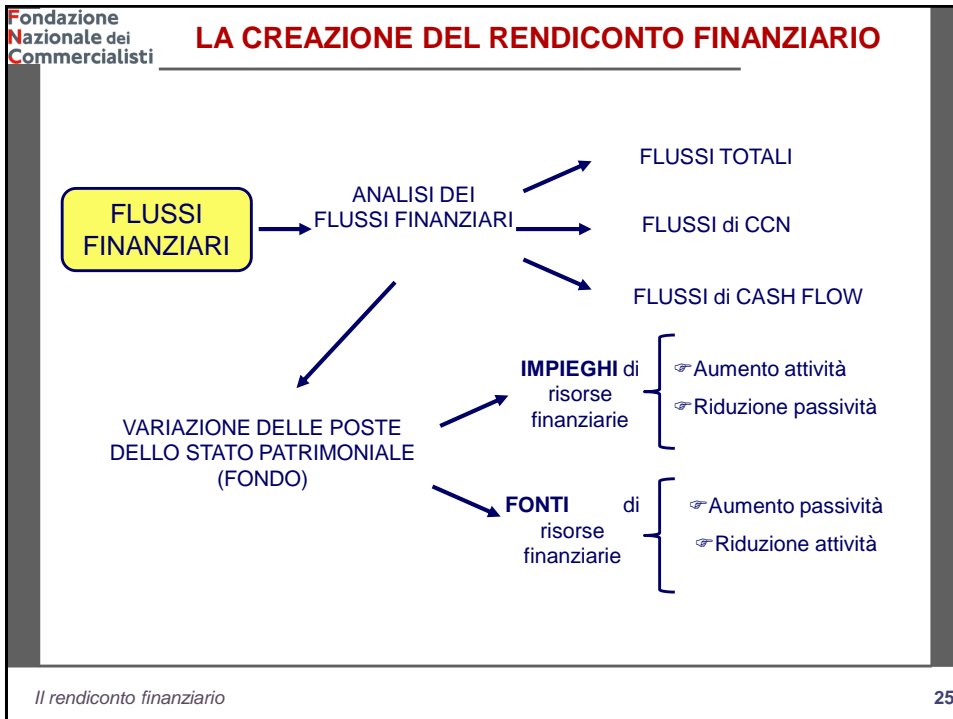 Fondazione
Nazionale dei
Commercialisti
LA CREAZIONE DEL RENDICONTO FINANZIARIO
FLUSSI
FINANZIARI
ANALISI DEI
FLUSSI FINANZIARI
FLUSSI TOTALI
FLUSSI di CCN
FLUSSI di CASH FLOW
VARIAZIONE DELLE POSTE
DELLO STATO PATRIMONIALE
(FONDO)
IMPIEGHI di
risorse
finanziarie
☞Aumento attività
☞Riduzione passività
FONTI di
risorse
finanziarie
☞Aumento passività
☞Riduzione attività
Il rendiconto finanziario
25